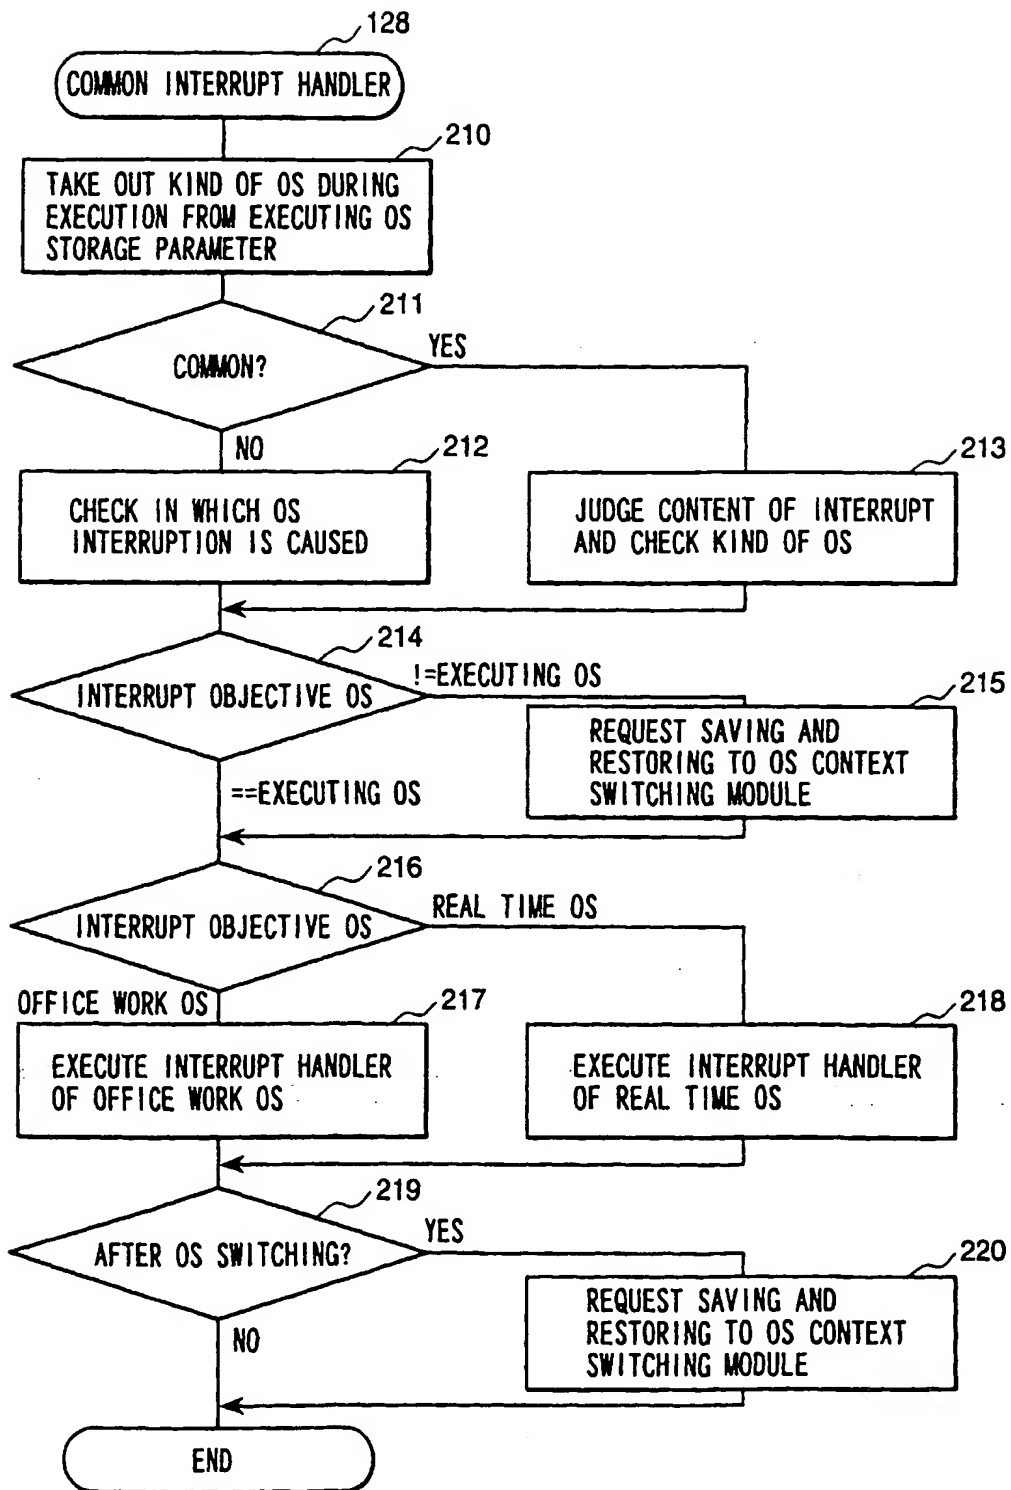 128
COMMON INTERRUPT HANDLER
210
TAKE OUT KIND OF OS DURING
EXECUTION FROM EXECUTING OS
STORAGE PARAMETER
211
COMMON?
YES
NO
212
CHECK IN WHICH OS
INTERRUPTION IS CAUSED
213
JUDGE CONTENT OF INTERRUPT
AND CHECK KIND OF OS
214
INTERRUPT OBJECTIVE OS
!=EXECUTING OS
215
REQUEST SAVING AND
RESTORING TO OS CONTEXT
SWITCHING MODULE
==EXECUTING OS
216
INTERRUPT OBJECTIVE OS
REAL TIME OS
OFFICE WORK OS
217
EXECUTE INTERRUPT HANDLER
OF OFFICE WORK OS
218
EXECUTE INTERRUPT HANDLER
OF REAL TIME OS
219
AFTER OS SWITCHING?
YES
220
REQUEST SAVING AND
RESTORING TO OS CONTEXT
SWITCHING MODULE
NO
END